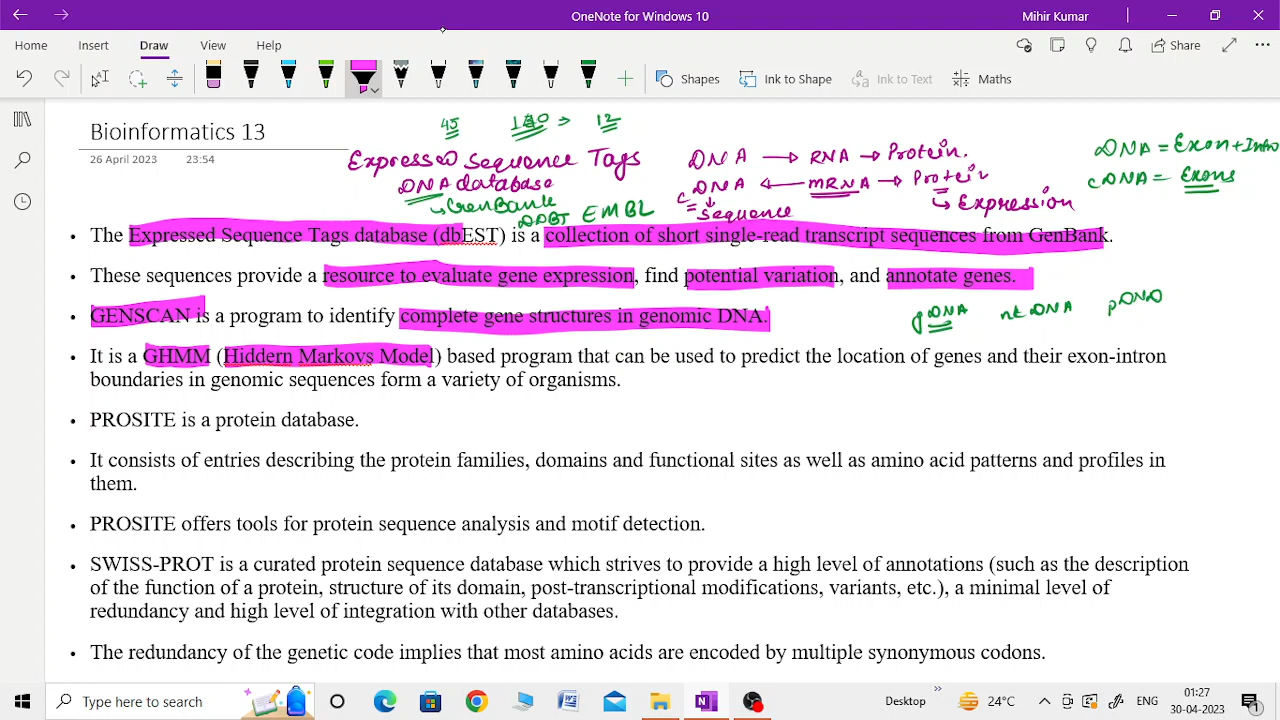 OneNote for Windows 10
Mihir Kumar
Home Insert Draw View Help
Share
Shapes Ink to Shape Ink to Text Maths
Bioinformatics 13
26 April 2023 23:54
45 12
Expressed Sequence Tags
DNA database
GenBank
EMBL
DNA → RNA → Protein.
cDNA ← mRNA → Protein
Sequence
Expression
DNA = Exon + Intro
cDNA = Exons
• The Expressed Sequence Tags database (dbEST) is a collection of short single-read transcript sequences from GenBank.
• These sequences provide a resource to evaluate gene expression, find potential variation, and annotate genes.
gDNA mt DNA pDNA
• GENSCAN is a program to identify complete gene structures in genomic DNA.
• It is a GHMM (Hiddern Markovs Model) based program that can be used to predict the location of genes and their exon-intron
boundaries in genomic sequences form a variety of organisms.
• PROSITE is a protein database.
• It consists of entries describing the protein families, domains and functional sites as well as amino acid patterns and profiles in
them.
• PROSITE offers tools for protein sequence analysis and motif detection.
• SWISS-PROT is a curated protein sequence database which strives to provide a high level of annotations (such as the description
of the function of a protein, structure of its domain, post-transcriptional modifications, variants, etc.), a minimal level of
redundancy and high level of integration with other databases.
• The redundancy of the genetic code implies that most amino acids are encoded by multiple synonymous codons.
Type here to search
Desktop
24°C
ENG
01:27
30-04-2023